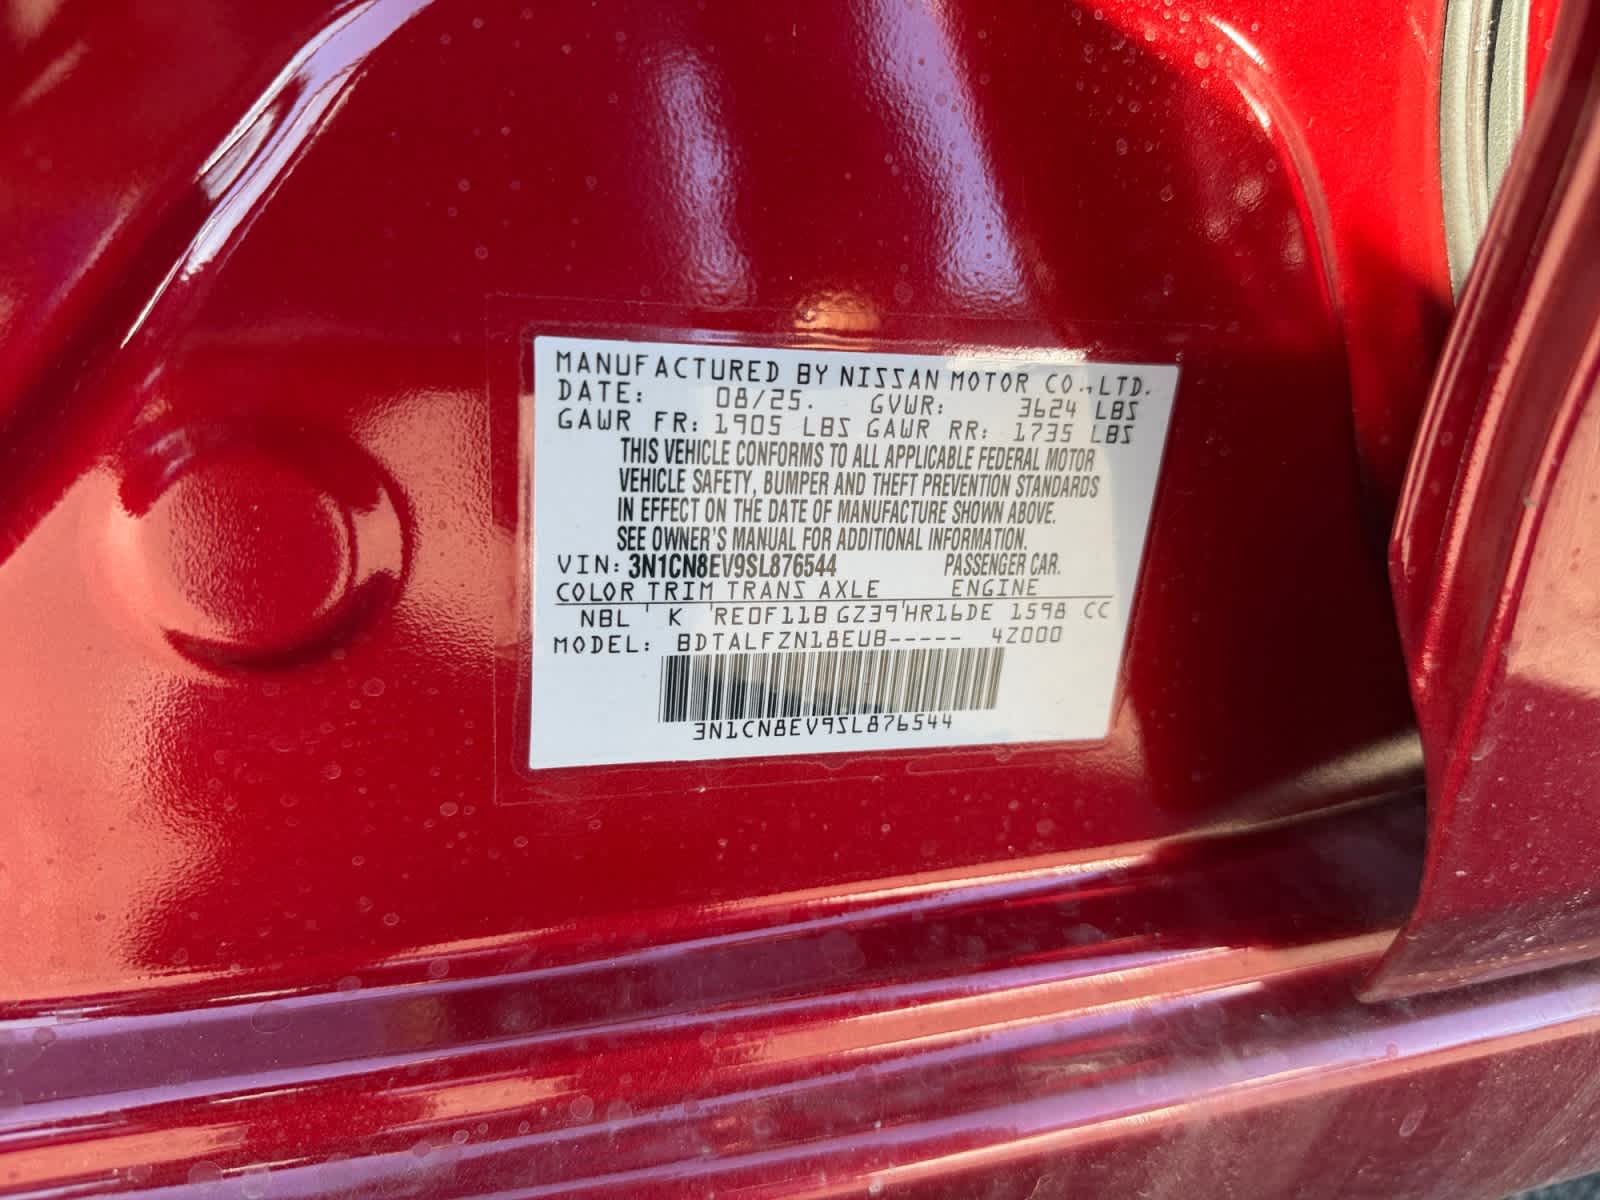 MANUFACTURED BY NISSAN MOTOR CO.,LTD.
DATE: 08/25. GVWR: 3624 LBS
GAWR FR: 1905 LBS GAWR RR: 1735 LBS
THIS VEHICLE CONFORMS TO ALL APPLICABLE FEDERAL MOTOR
VEHICLE SAFETY, BUMPER AND THEFT PREVENTION STANDARDS
IN EFFECT ON THE DATE OF MANUFACTURE SHOWN ABOVE.
SEE OWNER'S MANUAL FOR ADDITIONAL INFORMATION.
VIN: 3N1CN8EV9SL876544 PASSENGER CAR.
COLOR TRIM TRANS AXLE ENGINE
NBL ' K 'RE0F11B GZ39'HR16DE 1598 CC
MODEL: BDTALFZN18EUB----- 4Z000
3N1CN8EV9SL876544